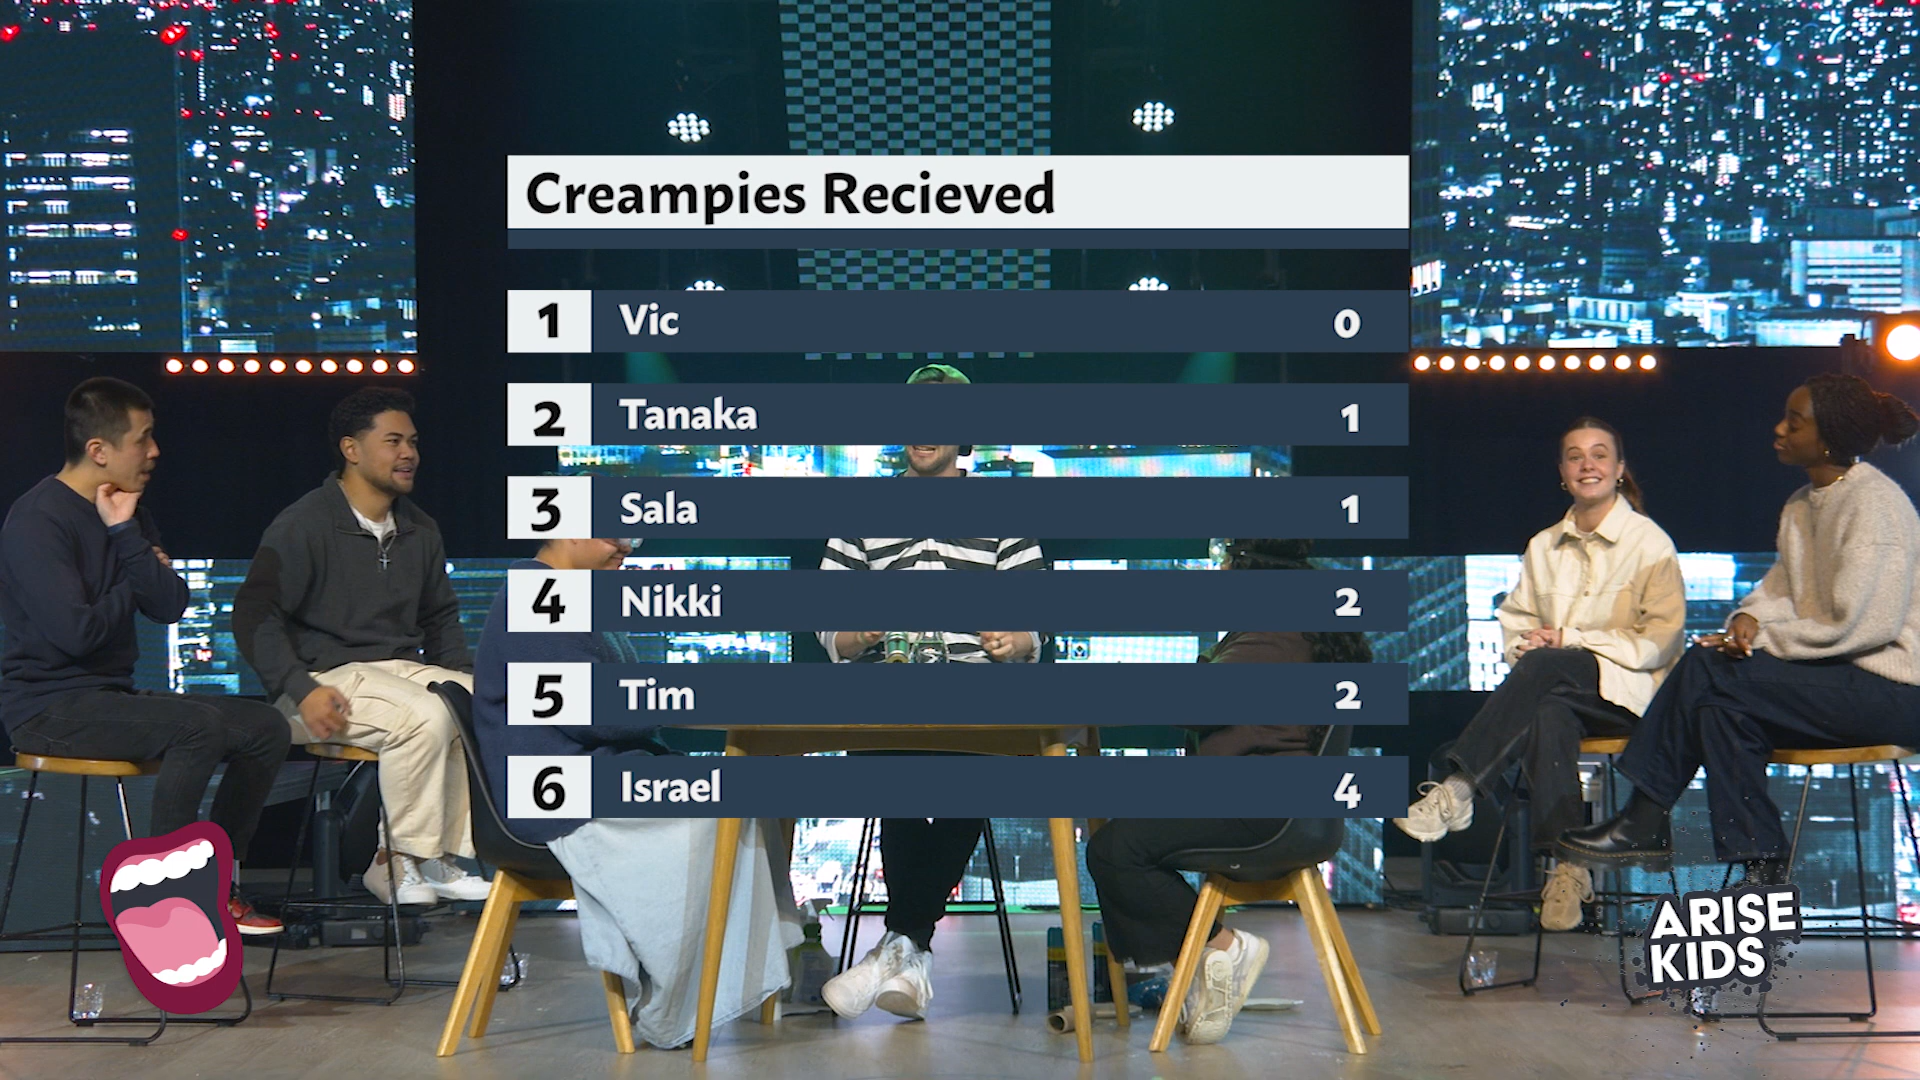 Creampies Recieved
1 Vic 0
2 Tanaka 1
3 Sala 1
4 Nikki 2
5 Tim 2
6 Israel 4
ARISE
KIDS